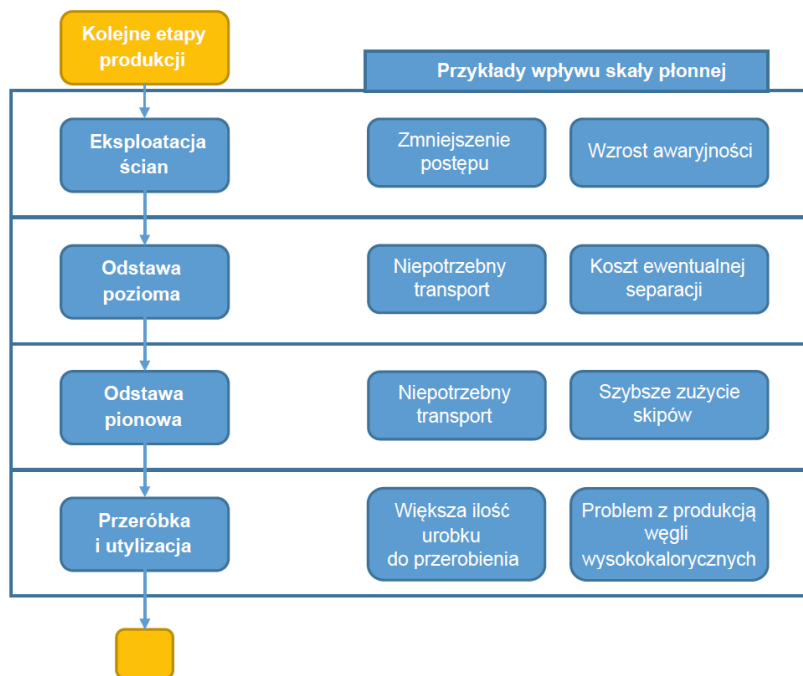 Kolejne etapy
produkcji
Przykłady wpływu skały płonnej
Eksploatacja
ścian
Zmniejszenie
postępu
Wzrost awaryjności
Odstawa
pozioma
Niepotrzebny
transport
Koszt ewentualnej
separacji
Odstawa
pionowa
Niepotrzebny
transport
Szybsze zużycie
skipów
Przeróbka
i utylizacja
Większa ilość
urobku
do przerobienia
Problem z produkcją
węgli
wysokokalorycznych